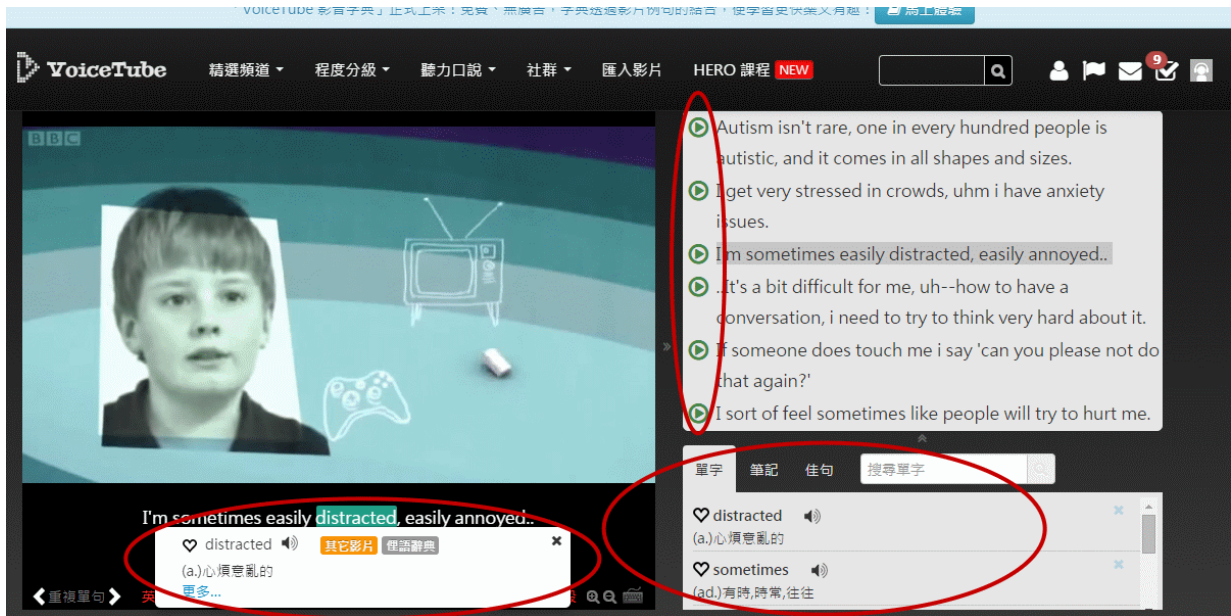 「VoiceTube 影音字典」正式上架！免費、無廣告，字典透過影片例句的結合，使學習更快樂又有趣！ 馬上體驗
VoiceTube 精選頻道 程度分級 聽力口說 社群 匯入影片 HERO 課程 NEW 9
BBC
Autism isn't rare, one in every hundred people is
autistic, and it comes in all shapes and sizes.
I get very stressed in crowds, uhm i have anxiety
issues.
I'm sometimes easily distracted, easily annoyed..
..It's a bit difficult for me, uh--how to have a
conversation, i need to try to think very hard about it.
If someone does touch me i say 'can you please not do
that again?'
I sort of feel sometimes like people will try to hurt me.
I'm sometimes easily distracted, easily annoyed..
distracted 其它影片 俚語辭典
(a.)心煩意亂的
更多...
重複單句 英
單字 筆記 佳句 搜尋單字
distracted
(a.)心煩意亂的
sometimes
(ad.)有時,時常,往往